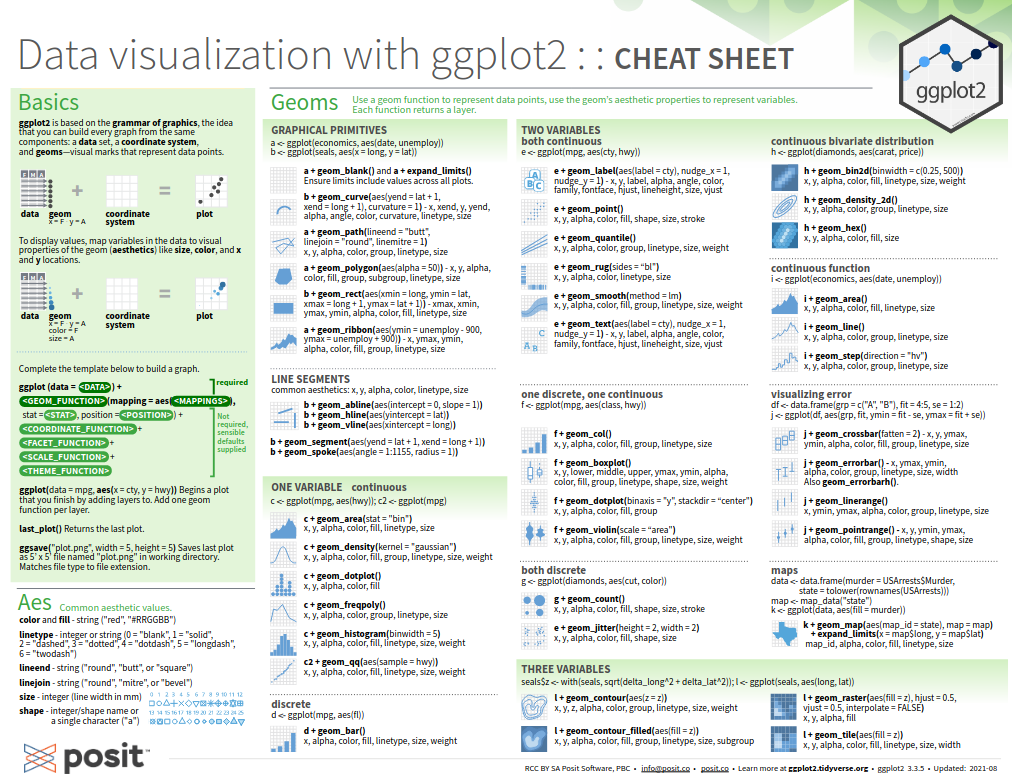 Data visualization with ggplot2 : : CHEAT SHEET
ggplot2
Basics
ggplot2 is based on the grammar of graphics, the idea
that you can build every graph from the same
components: a data set, a coordinate system,
and geoms—visual marks that represent data points.
F M A
+ =
data geom coordinate plot
x = F · y = A system
To display values, map variables in the data to visual
properties of the geom (aesthetics) like size, color, and x
and y locations.
F M A
+ =
data geom coordinate plot
x = F · y = A system
color = F
size = A
Complete the template below to build a graph.
required
ggplot (data = <DATA>) +
<GEOM_FUNCTION>(mapping = aes(<MAPPINGS>),
stat = <STAT>, position = <POSITION>) +
<COORDINATE_FUNCTION> +
<FACET_FUNCTION> +
<SCALE_FUNCTION> +
<THEME_FUNCTION>
Not
required,
sensible
defaults
supplied
ggplot(data = mpg, aes(x = cty, y = hwy)) Begins a plot
that you finish by adding layers to. Add one geom
function per layer.
last_plot() Returns the last plot.
ggsave("plot.png", width = 5, height = 5) Saves last plot
as 5' x 5' file named "plot.png" in working directory.
Matches file type to file extension.
Aes Common aesthetic values.
color and fill - string ("red", "#RRGGBB")
linetype - integer or string (0 = "blank", 1 = "solid",
2 = "dashed", 3 = "dotted", 4 = "dotdash", 5 = "longdash",
6 = "twodash")
lineend - string ("round", "butt", or "square")
linejoin - string ("round", "mitre", or "bevel")
size - integer (line width in mm)
shape - integer/shape name or
a single character ("a")
0 1 2 3 4 5 6 7 8 9 10 11 12
13 14 15 16 17 18 19 20 21 22 23 24 25
posit
Geoms
Use a geom function to represent data points, use the geom's aesthetic properties to represent variables.
Each function returns a layer.
GRAPHICAL PRIMITIVES
a <- ggplot(economics, aes(date, unemploy))
b <- ggplot(seals, aes(x = long, y = lat))
a + geom_blank() and a + expand_limits()
Ensure limits include values across all plots.
b + geom_curve(aes(yend = lat + 1,
xend = long + 1), curvature = 1) - x, xend, y, yend,
alpha, angle, color, curvature, linetype, size
a + geom_path(lineend = "butt",
linejoin = "round", linemitre = 1)
x, y, alpha, color, group, linetype, size
a + geom_polygon(aes(alpha = 50)) - x, y, alpha,
color, fill, group, subgroup, linetype, size
b + geom_rect(aes(xmin = long, ymin = lat,
xmax = long + 1, ymax = lat + 1)) - xmax, xmin,
ymax, ymin, alpha, color, fill, linetype, size
a + geom_ribbon(aes(ymin = unemploy - 900,
ymax = unemploy + 900)) - x, ymax, ymin,
alpha, color, fill, group, linetype, size
LINE SEGMENTS
common aesthetics: x, y, alpha, color, linetype, size
b + geom_abline(aes(intercept = 0, slope = 1))
b + geom_hline(aes(yintercept = lat))
b + geom_vline(aes(xintercept = long))
b + geom_segment(aes(yend = lat + 1, xend = long + 1))
b + geom_spoke(aes(angle = 1:1155, radius = 1))
ONE VARIABLE continuous
c <- ggplot(mpg, aes(hwy)); c2 <- ggplot(mpg)
c + geom_area(stat = "bin")
x, y, alpha, color, fill, linetype, size
c + geom_density(kernel = "gaussian")
x, y, alpha, color, fill, group, linetype, size, weight
c + geom_dotplot()
x, y, alpha, color, fill
c + geom_freqpoly()
x, y, alpha, color, group, linetype, size
c + geom_histogram(binwidth = 5)
x, y, alpha, color, fill, linetype, size, weight
c2 + geom_qq(aes(sample = hwy))
x, y, alpha, color, fill, linetype, size, weight
discrete
d <- ggplot(mpg, aes(fl))
d + geom_bar()
x, alpha, color, fill, linetype, size, weight
TWO VARIABLES
both continuous
e <- ggplot(mpg, aes(cty, hwy))
e + geom_label(aes(label = cty), nudge_x = 1,
nudge_y = 1) - x, y, label, alpha, angle, color,
family, fontface, hjust, lineheight, size, vjust
e + geom_point()
x, y, alpha, color, fill, shape, size, stroke
e + geom_quantile()
x, y, alpha, color, group, linetype, size, weight
e + geom_rug(sides = "bl")
x, y, alpha, color, linetype, size
e + geom_smooth(method = lm)
x, y, alpha, color, fill, group, linetype, size, weight
e + geom_text(aes(label = cty), nudge_x = 1,
nudge_y = 1) - x, y, label, alpha, angle, color,
family, fontface, hjust, lineheight, size, vjust
one discrete, one continuous
f <- ggplot(mpg, aes(class, hwy))
f + geom_col()
x, y, alpha, color, fill, group, linetype, size
f + geom_boxplot()
x, y, lower, middle, upper, ymax, ymin, alpha,
color, fill, group, linetype, shape, size, weight
f + geom_dotplot(binaxis = "y", stackdir = “center”)
x, y, alpha, color, fill, group
f + geom_violin(scale = “area”)
x, y, alpha, color, fill, group, linetype, size, weight
both discrete
g <- ggplot(diamonds, aes(cut, color))
g + geom_count()
x, y, alpha, color, fill, shape, size, stroke
e + geom_jitter(height = 2, width = 2)
x, y, alpha, color, fill, shape, size
continuous bivariate distribution
h <- ggplot(diamonds, aes(carat, price))
h + geom_bin2d(binwidth = c(0.25, 500))
x, y, alpha, color, fill, linetype, size, weight
h + geom_density_2d()
x, y, alpha, color, group, linetype, size
h + geom_hex()
x, y, alpha, color, fill, size
continuous function
i <- ggplot(economics, aes(date, unemploy))
i + geom_area()
x, y, alpha, color, fill, linetype, size
i + geom_line()
x, y, alpha, color, group, linetype, size
i + geom_step(direction = "hv")
x, y, alpha, color, group, linetype, size
visualizing error
df <- data.frame(grp = c("A", "B"), fit = 4:5, se = 1:2)
j <- ggplot(df, aes(grp, fit, ymin = fit - se, ymax = fit + se))
j + geom_crossbar(fatten = 2) - x, y, ymax,
ymin, alpha, color, fill, group, linetype, size
j + geom_errorbar() - x, ymax, ymin,
alpha, color, group, linetype, size, width
Also geom_errorbarh().
j + geom_linerange()
x, ymin, ymax, alpha, color, group, linetype, size
j + geom_pointrange() - x, y, ymin, ymax,
alpha, color, fill, group, linetype, shape, size
maps
data <- data.frame(murder = USArrests$Murder,
state = tolower(rownames(USArrests)))
map <- map_data("state")
k <- ggplot(data, aes(fill = murder))
k + geom_map(aes(map_id = state), map = map)
+ expand_limits(x = map$long, y = map$lat)
map_id, alpha, color, fill, linetype, size
THREE VARIABLES
seals$z <- with(seals, sqrt(delta_long^2 + delta_lat^2)); l <- ggplot(seals, aes(long, lat))
l + geom_contour(aes(z = z))
x, y, z, alpha, color, group, linetype, size, weight
l + geom_contour_filled(aes(fill = z))
x, y, alpha, color, fill, group, linetype, size, subgroup
l + geom_raster(aes(fill = z), hjust = 0.5,
vjust = 0.5, interpolate = FALSE)
x, y, alpha, fill
l + geom_tile(aes(fill = z))
x, y, alpha, color, fill, linetype, size, width
RCC BY SA Posit Software, PBC • info@posit.co • posit.co • Learn more at ggplot2.tidyverse.org • ggplot2 3.3.5 • Updated: 2021-08